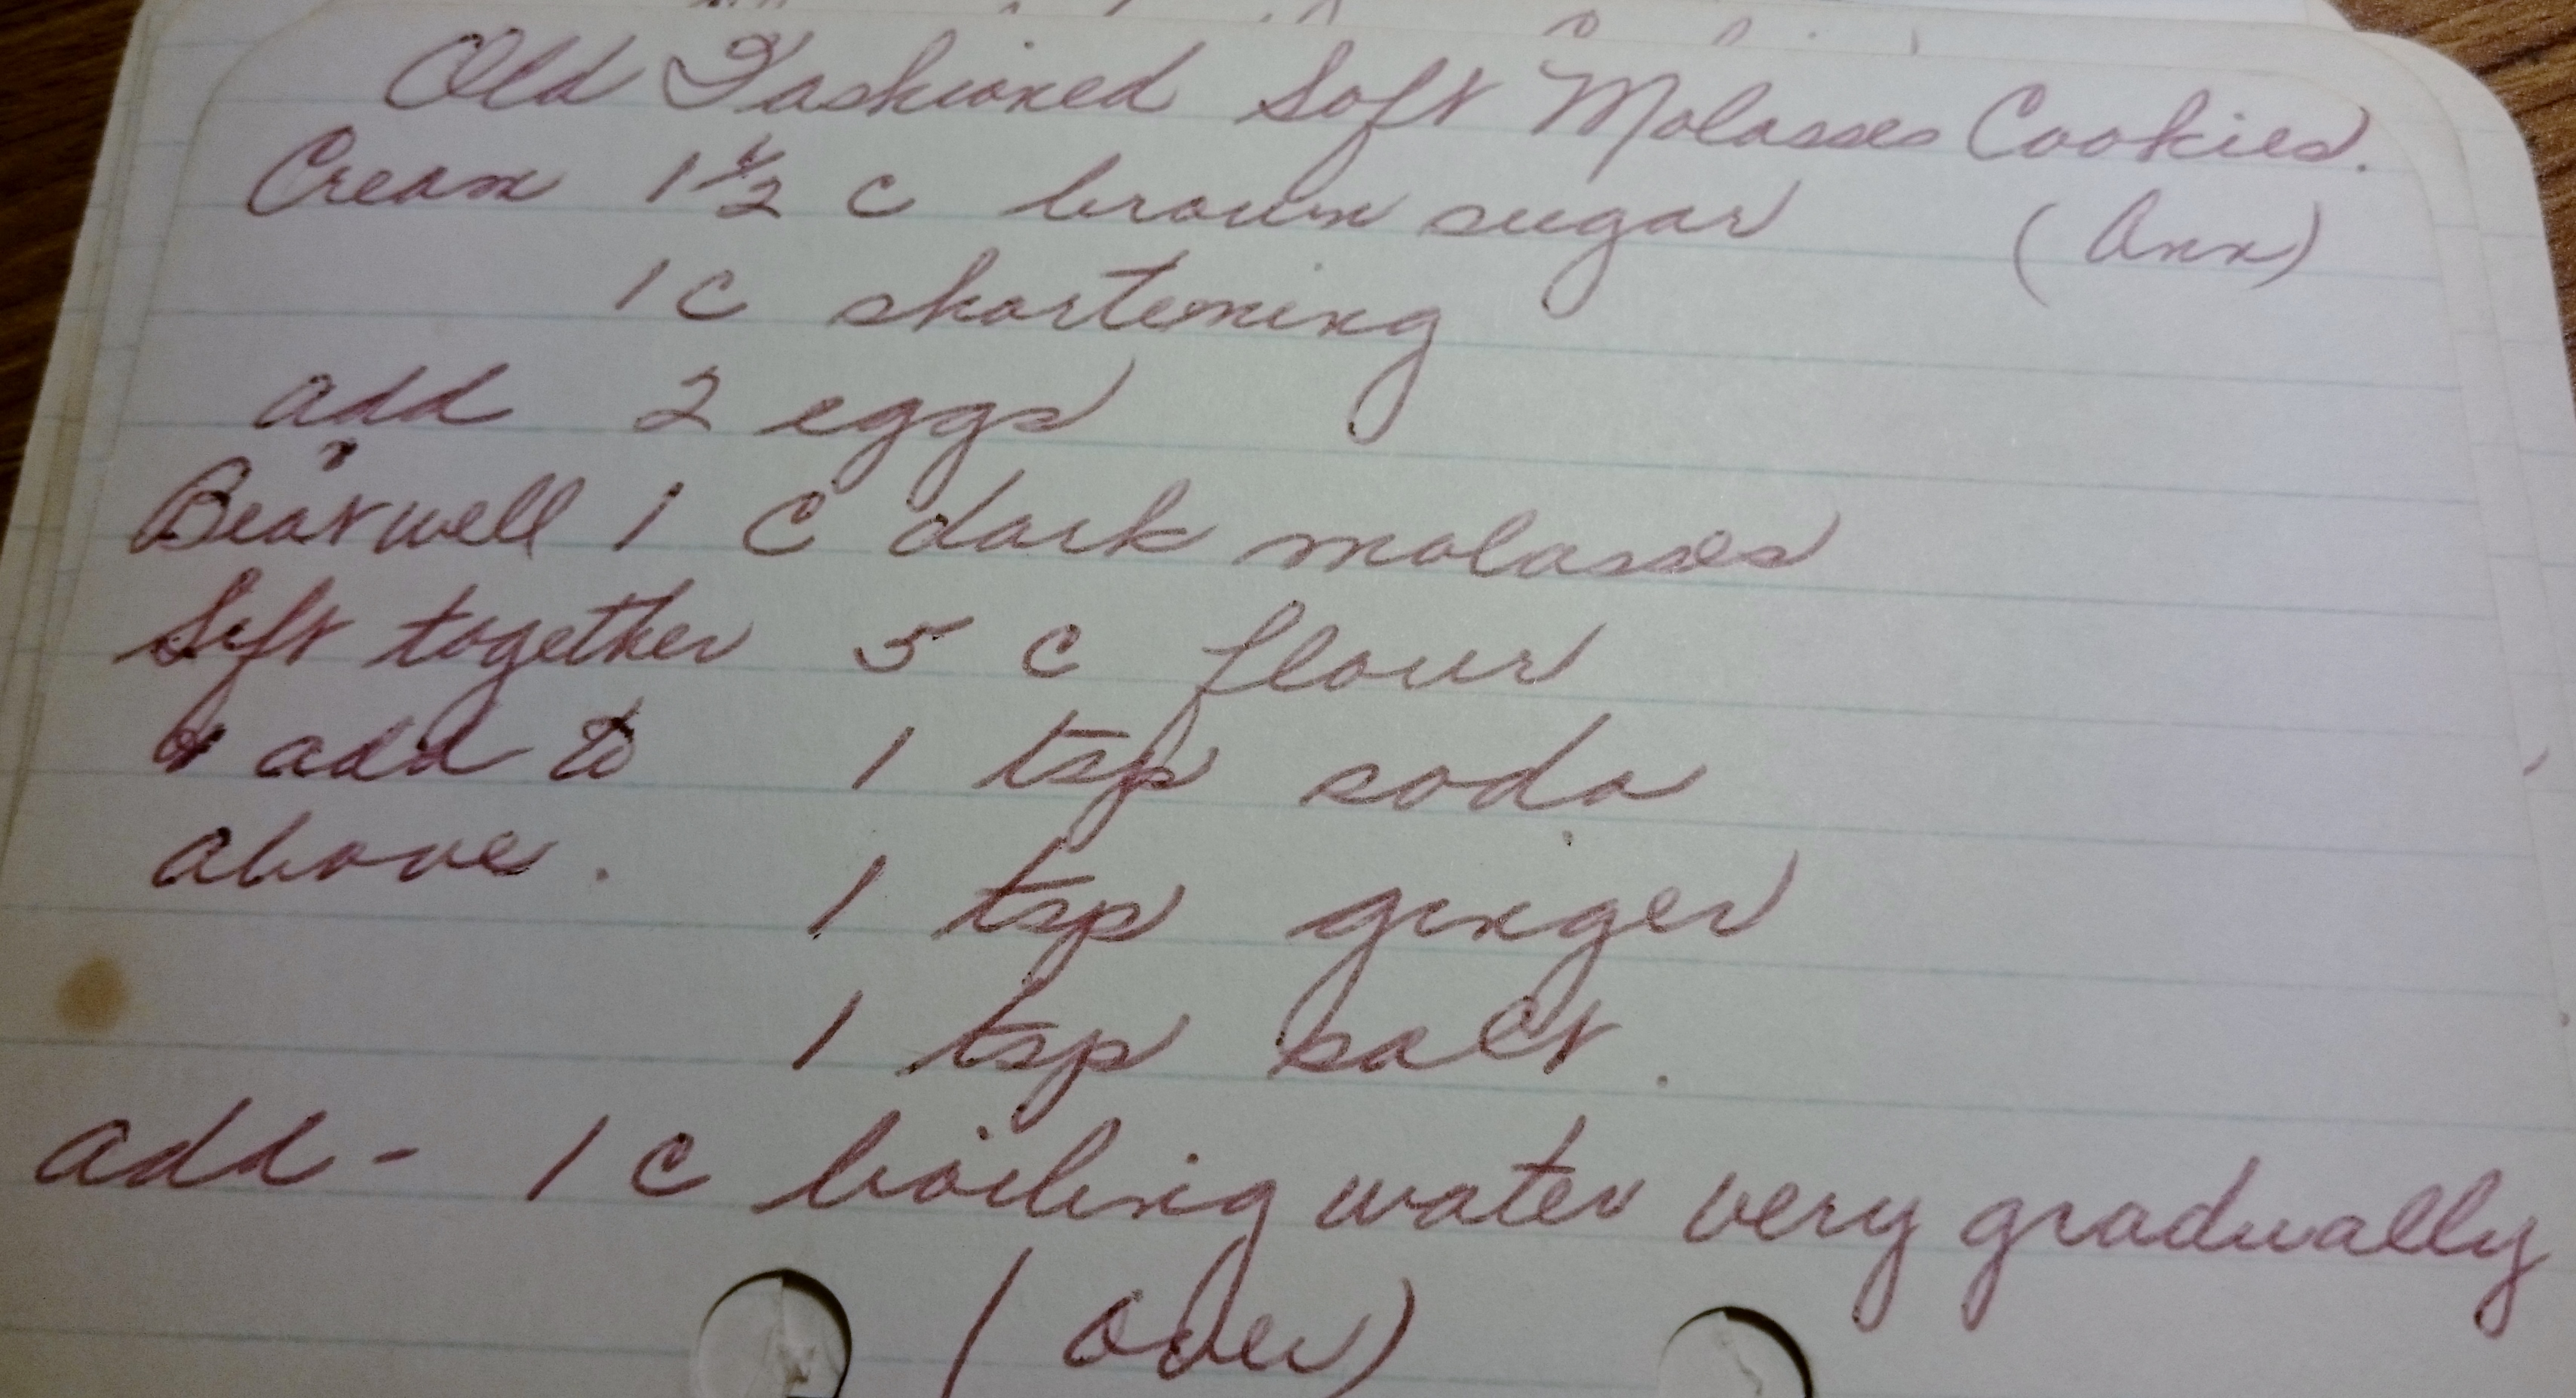 Old Fashioned Soft Molasses Cookies.
Cream 1 1/2 c brown sugar (Ann)
1 c shortening
add 2 eggs
Beat well 1 C dark molasses
Sift together 5 c flour
& add to 1 tsp soda
above. 1 tsp ginger
1 tsp salt.
add - 1 c boiling water very gradually
(over)